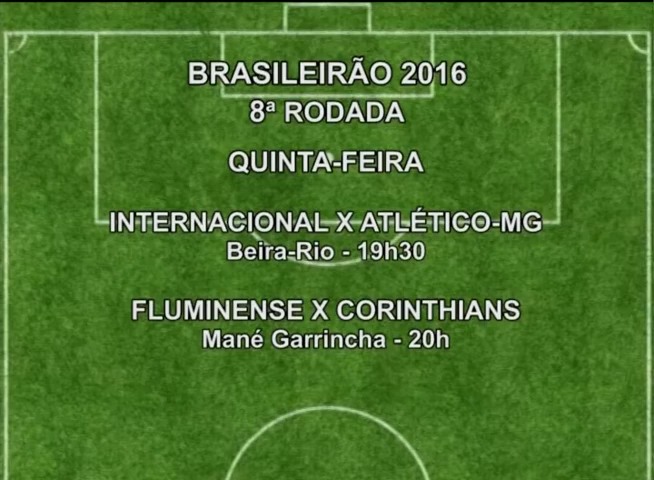 BRASILEIRÃO 2016
8ª RODADA
QUINTA-FEIRA
INTERNACIONAL X ATLÉTICO-MG
Beira-Rio - 19h30
FLUMINENSE X CORINTHIANS
Mané Garrincha - 20h